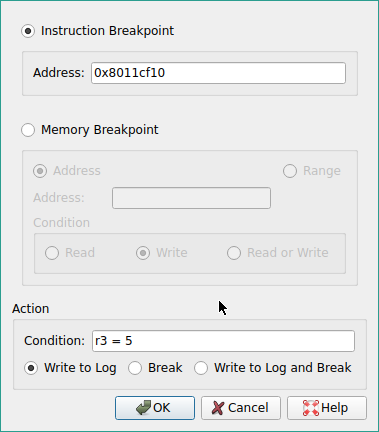 Instruction Breakpoint
Address: 0x8011cf10
Memory Breakpoint
Address Range
Address:
Condition
Read Write Read or Write
Action
Condition: r3 = 5
Write to Log Break Write to Log and Break
OK Cancel Help